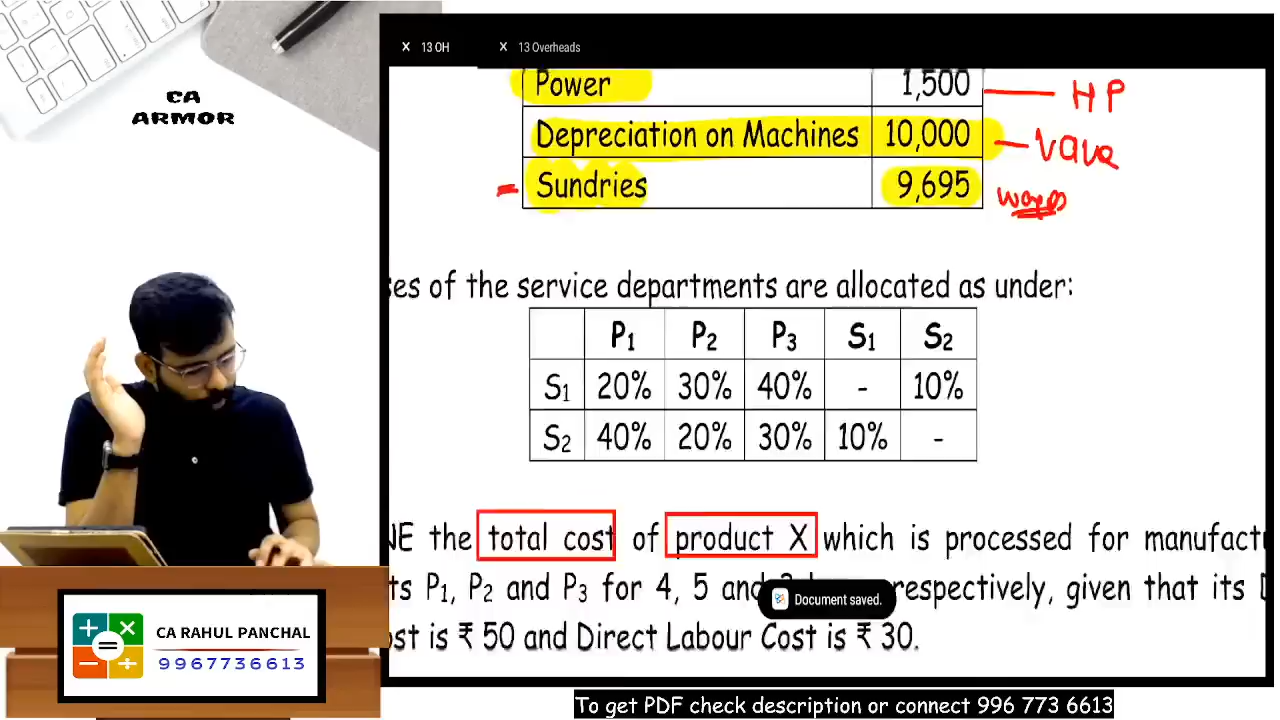 CA
ARMOR
× 13 OH × 13 Overheads
Power 1,500 HP
Depreciation on Machines 10,000 Value
Sundries 9,695 wages
ses of the service departments are allocated as under:
P1 P2 P3 S1 S2
S1 20% 30% 40% - 10%
S2 40% 20% 30% 10% -
NE the total cost of product X which is processed for manufactu
ts P1, P2 and P3 for 4, 5 and respectively, given that its D
Document saved.
ost is ₹ 50 and Direct Labour Cost is ₹ 30.
CA RAHUL PANCHAL
9967736613
To get PDF check description or connect 996 773 6613